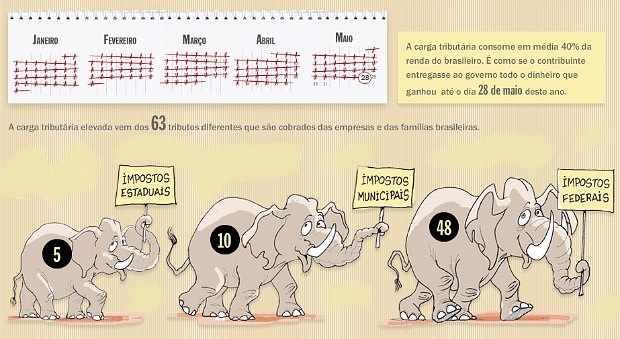 JANEIRO
FEVEREIRO
MARÇO
ABRIL
MAIO
28
A carga tributária consome em média 40% da
renda do brasileiro. É como se o contribuinte
entregasse ao governo todo o dinheiro que
ganhou até o dia 28 de maio deste ano.
A carga tributária elevada vem dos 63 tributos diferentes que são cobrados das empresas e das famílias brasileiras.
IMPOSTOS
ESTADUAIS
5
IMPOSTOS
MUNICIPAIS
10
IMPOSTOS
FEDERAIS
48